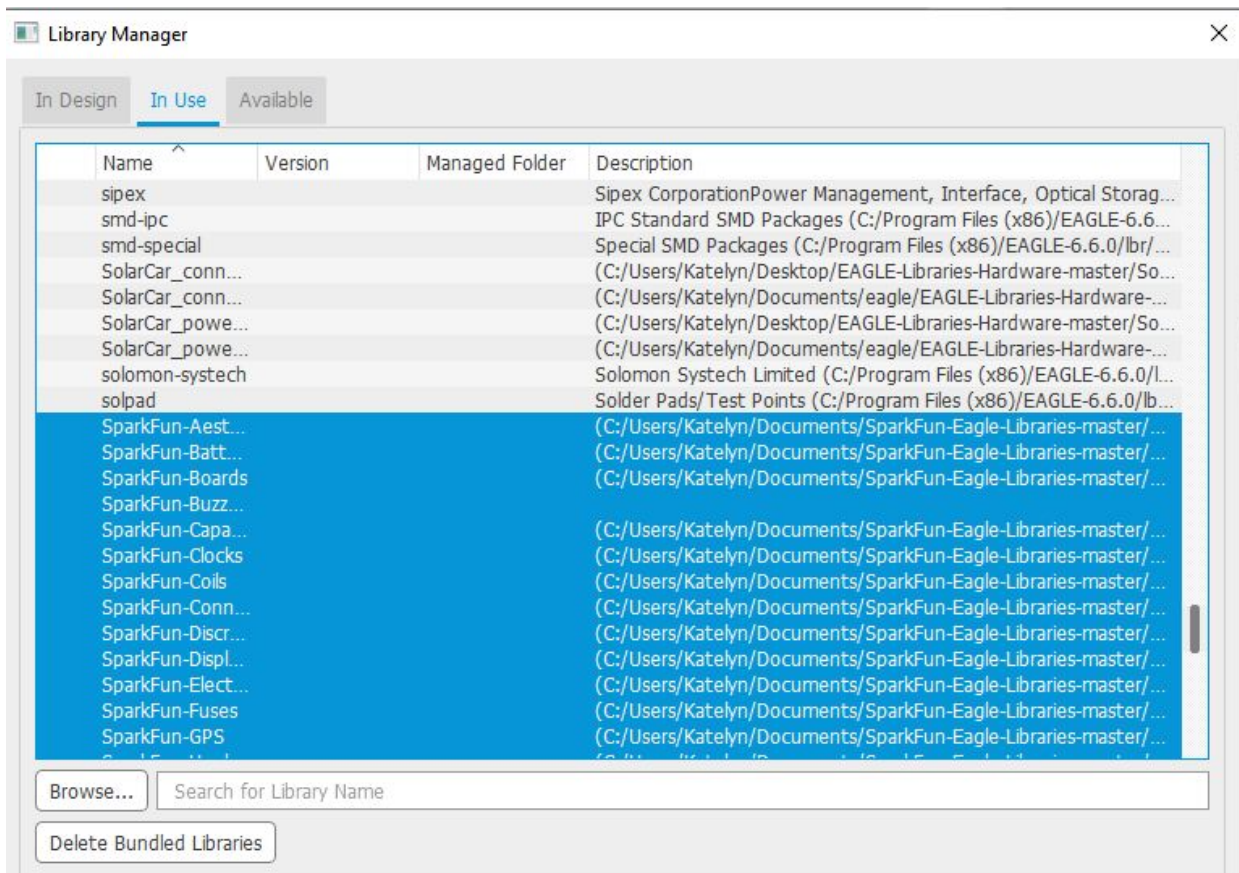 Library Manager
In Design In Use Available
Name Version Managed Folder Description
sipex Sipex CorporationPower Management, Interface, Optical Storag...
smd-ipc IPC Standard SMD Packages (C:/Program Files (x86)/EAGLE-6.6...
smd-special Special SMD Packages (C:/Program Files (x86)/EAGLE-6.6.0/lbr/...
SolarCar_conn... (C:/Users/Katelyn/Desktop/EAGLE-Libraries-Hardware-master/So...
SolarCar_conn... (C:/Users/Katelyn/Documents/eagle/EAGLE-Libraries-Hardware-...
SolarCar_powe... (C:/Users/Katelyn/Desktop/EAGLE-Libraries-Hardware-master/So...
SolarCar_powe... (C:/Users/Katelyn/Documents/eagle/EAGLE-Libraries-Hardware-...
solomon-systech Solomon Systech Limited (C:/Program Files (x86)/EAGLE-6.6.0/l...
solpad Solder Pads/Test Points (C:/Program Files (x86)/EAGLE-6.6.0/lb...
SparkFun-Aest... (C:/Users/Katelyn/Documents/SparkFun-Eagle-Libraries-master/...
SparkFun-Batt... (C:/Users/Katelyn/Documents/SparkFun-Eagle-Libraries-master/...
SparkFun-Boards (C:/Users/Katelyn/Documents/SparkFun-Eagle-Libraries-master/...
SparkFun-Buzz...
SparkFun-Capa... (C:/Users/Katelyn/Documents/SparkFun-Eagle-Libraries-master/...
SparkFun-Clocks (C:/Users/Katelyn/Documents/SparkFun-Eagle-Libraries-master/...
SparkFun-Coils (C:/Users/Katelyn/Documents/SparkFun-Eagle-Libraries-master/...
SparkFun-Conn... (C:/Users/Katelyn/Documents/SparkFun-Eagle-Libraries-master/...
SparkFun-Discr... (C:/Users/Katelyn/Documents/SparkFun-Eagle-Libraries-master/...
SparkFun-Displ... (C:/Users/Katelyn/Documents/SparkFun-Eagle-Libraries-master/...
SparkFun-Elect... (C:/Users/Katelyn/Documents/SparkFun-Eagle-Libraries-master/...
SparkFun-Fuses (C:/Users/Katelyn/Documents/SparkFun-Eagle-Libraries-master/...
SparkFun-GPS (C:/Users/Katelyn/Documents/SparkFun-Eagle-Libraries-master/...
Browse... Search for Library Name
Delete Bundled Libraries